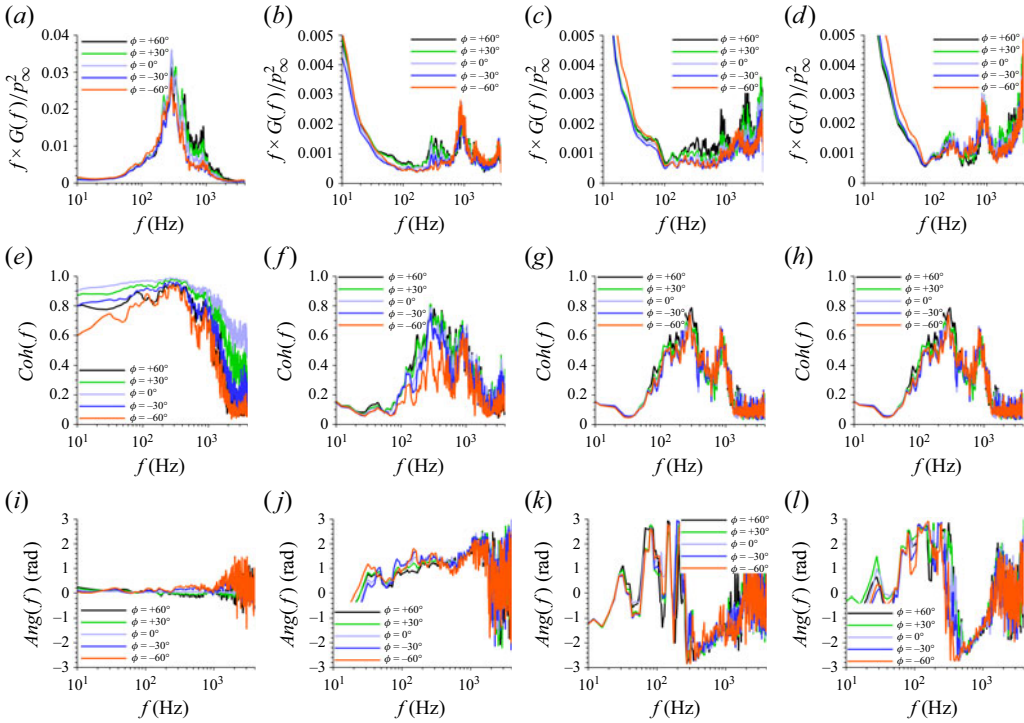 (a)
(b)
(c)
(d)
f × G(f)/p²∞
0.04
0.03
0.02
0.01
0
ϕ = +60°
ϕ = +30°
ϕ = 0°
ϕ = −30°
ϕ = −60°
10¹ 10² 10³
f (Hz)
f × G(f)/p²∞
0.005
0.004
0.003
0.002
0.001
0
ϕ = +60°
ϕ = +30°
ϕ = 0°
ϕ = −30°
ϕ = −60°
10¹ 10² 10³
f (Hz)
f × G(f)/p²∞
0.005
0.004
0.003
0.002
0.001
0
ϕ = +60°
ϕ = +30°
ϕ = 0°
ϕ = −30°
ϕ = −60°
10¹ 10² 10³
f (Hz)
f × G(f)/p²∞
0.005
0.004
0.003
0.002
0.001
0
ϕ = +60°
ϕ = +30°
ϕ = 0°
ϕ = −30°
ϕ = −60°
10¹ 10² 10³
f (Hz)
(e)
(f)
(g)
(h)
Coh(f)
1.0
0.8
0.6
0.4
0.2
0
ϕ = +60°
ϕ = +30°
ϕ = 0°
ϕ = −30°
ϕ = −60°
10¹ 10² 10³
f (Hz)
Coh(f)
1.0
0.8
0.6
0.4
0.2
0
ϕ = +60°
ϕ = +30°
ϕ = 0°
ϕ = −30°
ϕ = −60°
10¹ 10² 10³
f (Hz)
Coh(f)
1.0
0.8
0.6
0.4
0.2
0
ϕ = +60°
ϕ = +30°
ϕ = 0°
ϕ = −30°
ϕ = −60°
10¹ 10² 10³
f (Hz)
Coh(f)
1.0
0.8
0.6
0.4
0.2
0
ϕ = +60°
ϕ = +30°
ϕ = 0°
ϕ = −30°
ϕ = −60°
10¹ 10² 10³
f (Hz)
(i)
(j)
(k)
(l)
Ang(f) (rad)
3
2
1
0
−1
−2
−3
ϕ = +60°
ϕ = +30°
ϕ = 0°
ϕ = −30°
ϕ = −60°
10¹ 10² 10³
f (Hz)
Ang(f) (rad)
3
2
1
0
−1
−2
−3
ϕ = +60°
ϕ = +30°
ϕ = 0°
ϕ = −30°
ϕ = −60°
10¹ 10² 10³
f (Hz)
Ang(f) (rad)
3
2
1
0
−1
−2
−3
ϕ = +60°
ϕ = +30°
ϕ = 0°
ϕ = −30°
ϕ = −60°
10¹ 10² 10³
f (Hz)
Ang(f) (rad)
3
2
1
0
−1
−2
−3
ϕ = +60°
ϕ = +30°
ϕ = 0°
ϕ = −30°
ϕ = −60°
10¹ 10² 10³
f (Hz)